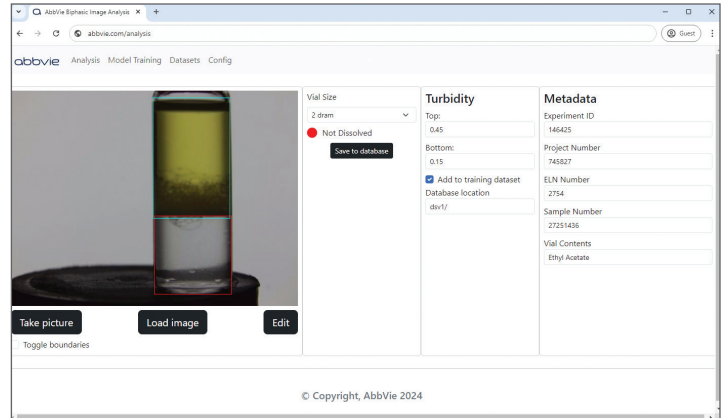 AbbVie Biphasic Image Analysis
abbvie.com/analysis
Guest
abbvie
Analysis Model Training Datasets Config
Vial Size
2 dram
Not Dissolved
Save to database
Turbidity
Top:
0.45
Bottom:
0.15
Add to training dataset
Database location
Metadata
Experiment ID
146425
Project Number
745827
ELN Number
2754
Sample Number
27251436
Vial Contents
Ethyl Acetate
Take picture
Load image
Edit
Toggle boundaries
© Copyright, AbbVie 2024